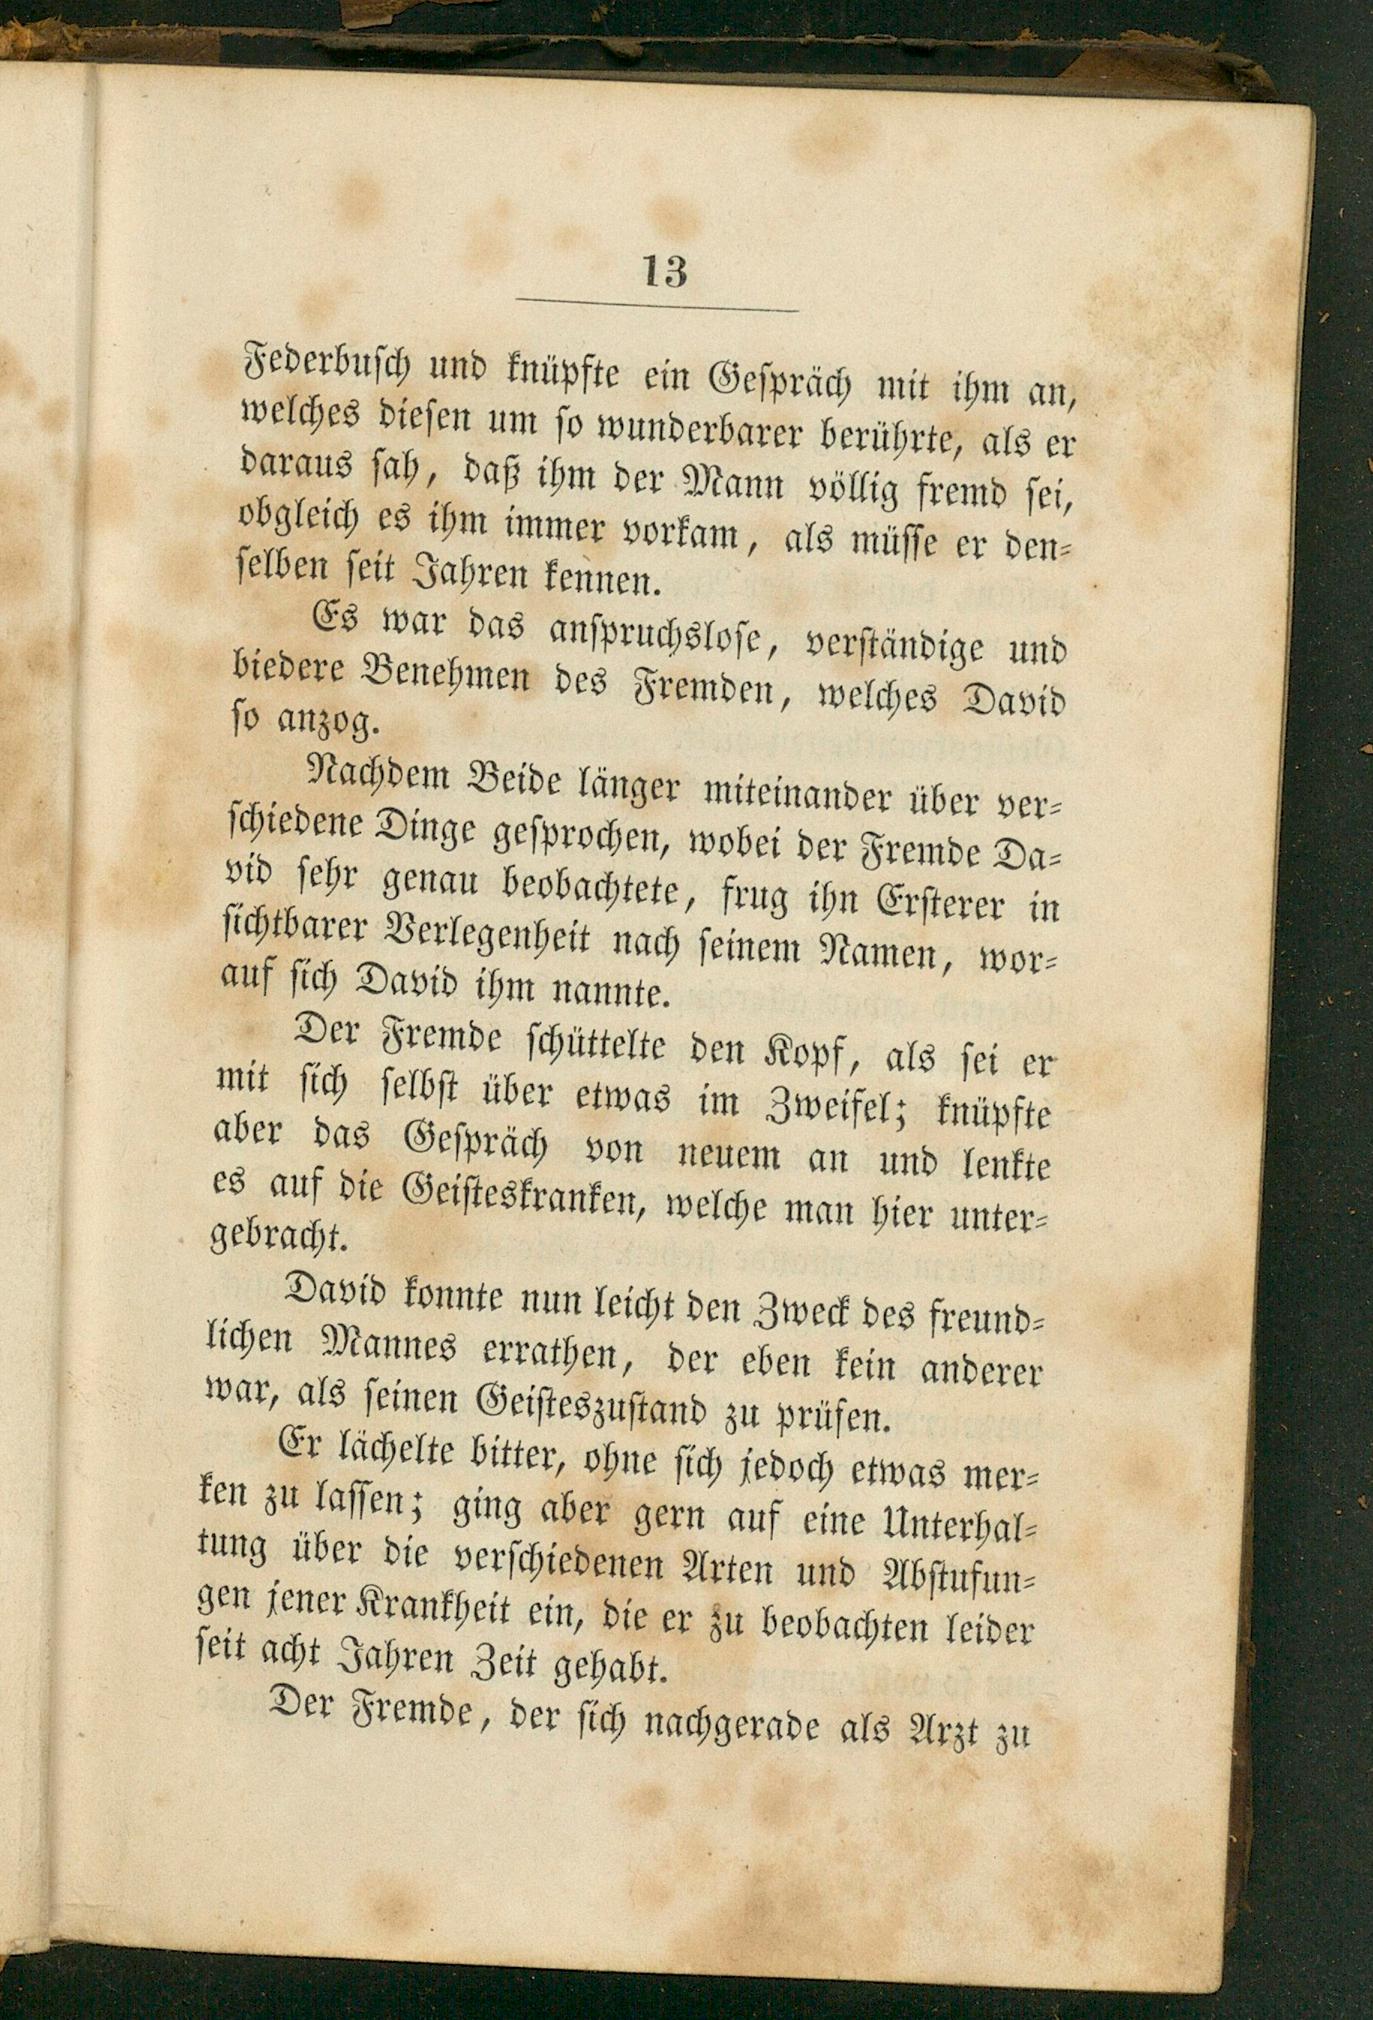 13
Federbusch und knüpfte ein Gespräch mit ihm an,
welches diesen um so wunderbarer berührte, als er
daraus sah, daß ihm der Mann völlig fremd sei,
obgleich es ihm immer vorkam, als müsse er den-
selben seit Jahren kennen.
Es war das anspruchslose, verständige und
biedere Benehmen des Fremden, welches David
so anzog.
Nachdem Beide länger miteinander über ver-
schiedene Dinge gesprochen, wobei der Fremde Da-
vid sehr genau beobachtete, frug ihn Ersterer in
sichtbarer Verlegenheit nach seinem Namen, wor-
auf sich David ihm nannte.
Der Fremde schüttelte den Kopf, als sei er
mit sich selbst über etwas im Zweifel; knüpfte
aber das Gespräch von neuem an und lenkte
es auf die Geisteskranken, welche man hier unter-
gebracht.
David konnte nun leicht den Zweck des freund-
lichen Mannes errathen, der eben kein anderer
war, als seinen Geisteszustand zu prüfen.
Er lächelte bitter, ohne sich jedoch etwas mer-
ken zu lassen; ging aber gern auf eine Unterhal-
tung über die verschiedenen Arten und Abstufun-
gen jener Krankheit ein, die er zu beobachten leider
seit acht Jahren Zeit gehabt.
Der Fremde, der sich nachgerade als Arzt zu